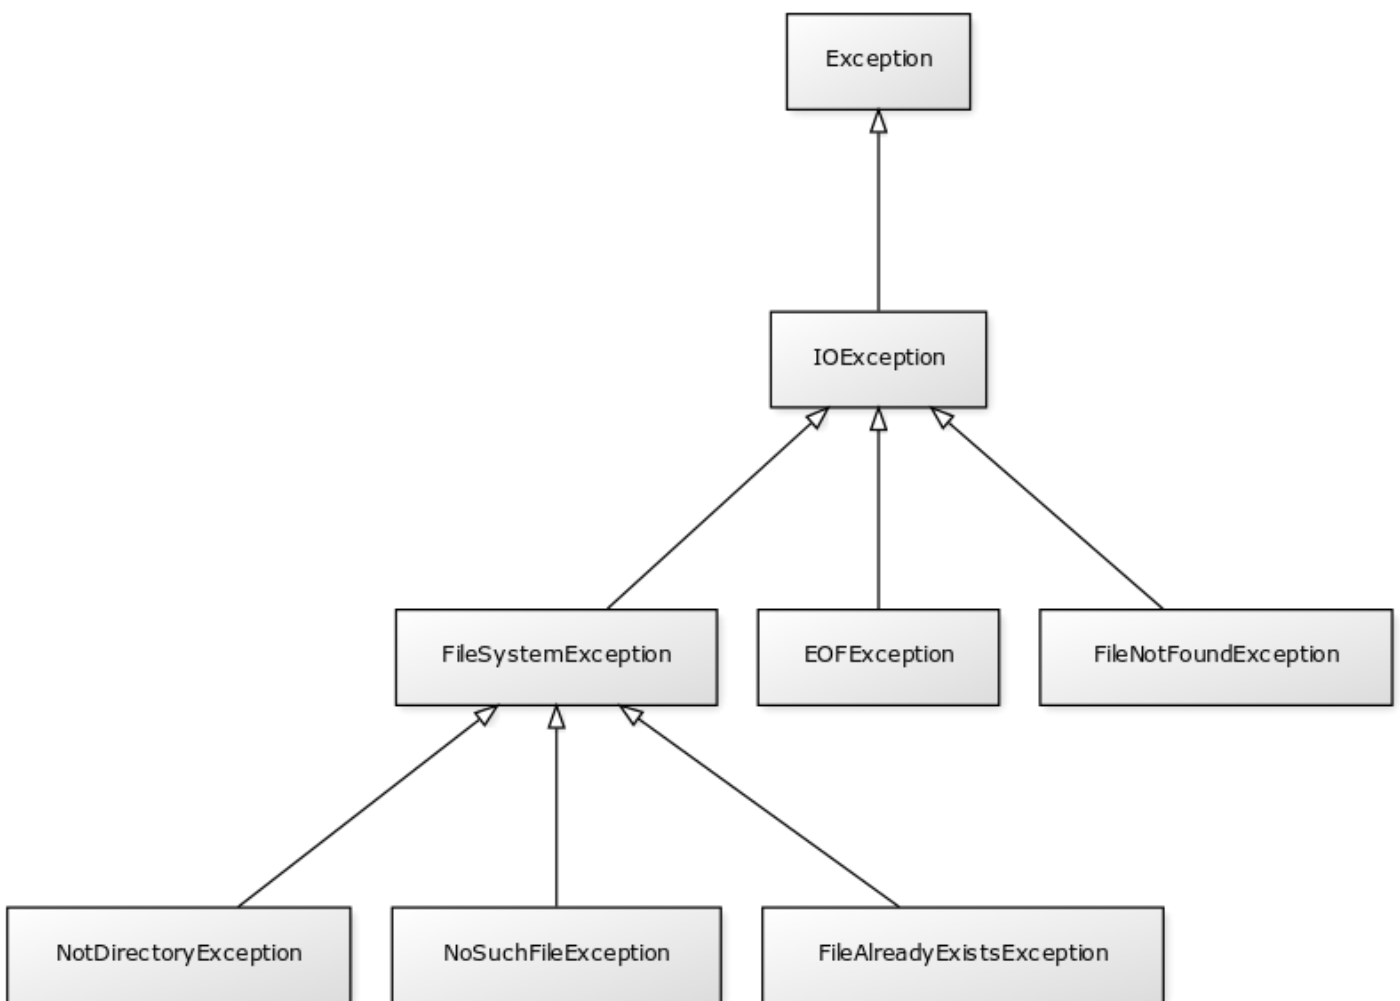 Exception
IOException
FileSystemException
EOFException
FileNotFoundException
NotDirectoryException
NoSuchFileException
FileAlreadyExistsException